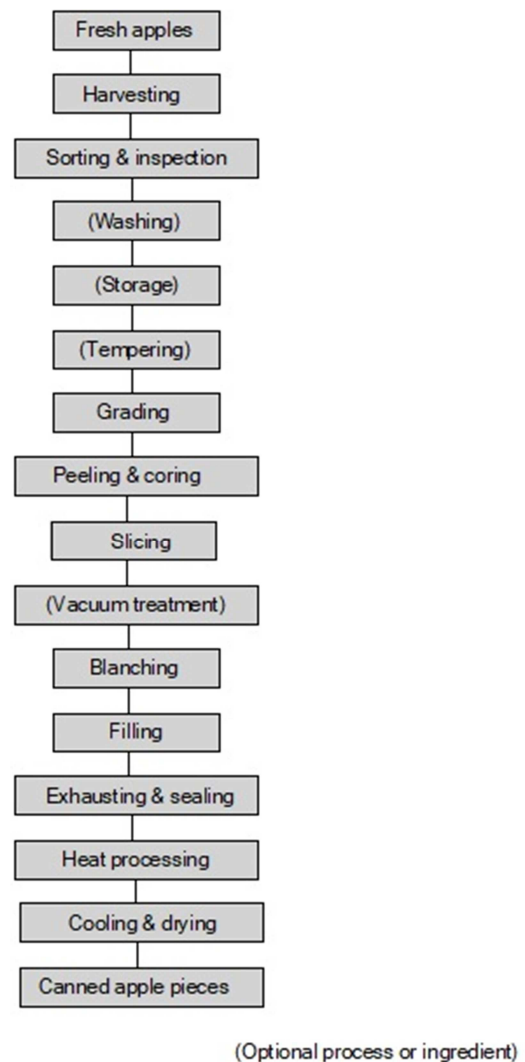 Fresh apples
Harvesting
Sorting & inspection
(Washing)
(Storage)
(Tempering)
Grading
Peeling & coring
Slicing
(Vacuum treatment)
Blanching
Filling
Exhausting & sealing
Heat processing
Cooling & drying
Canned apple pieces
(Optional process or ingredient)